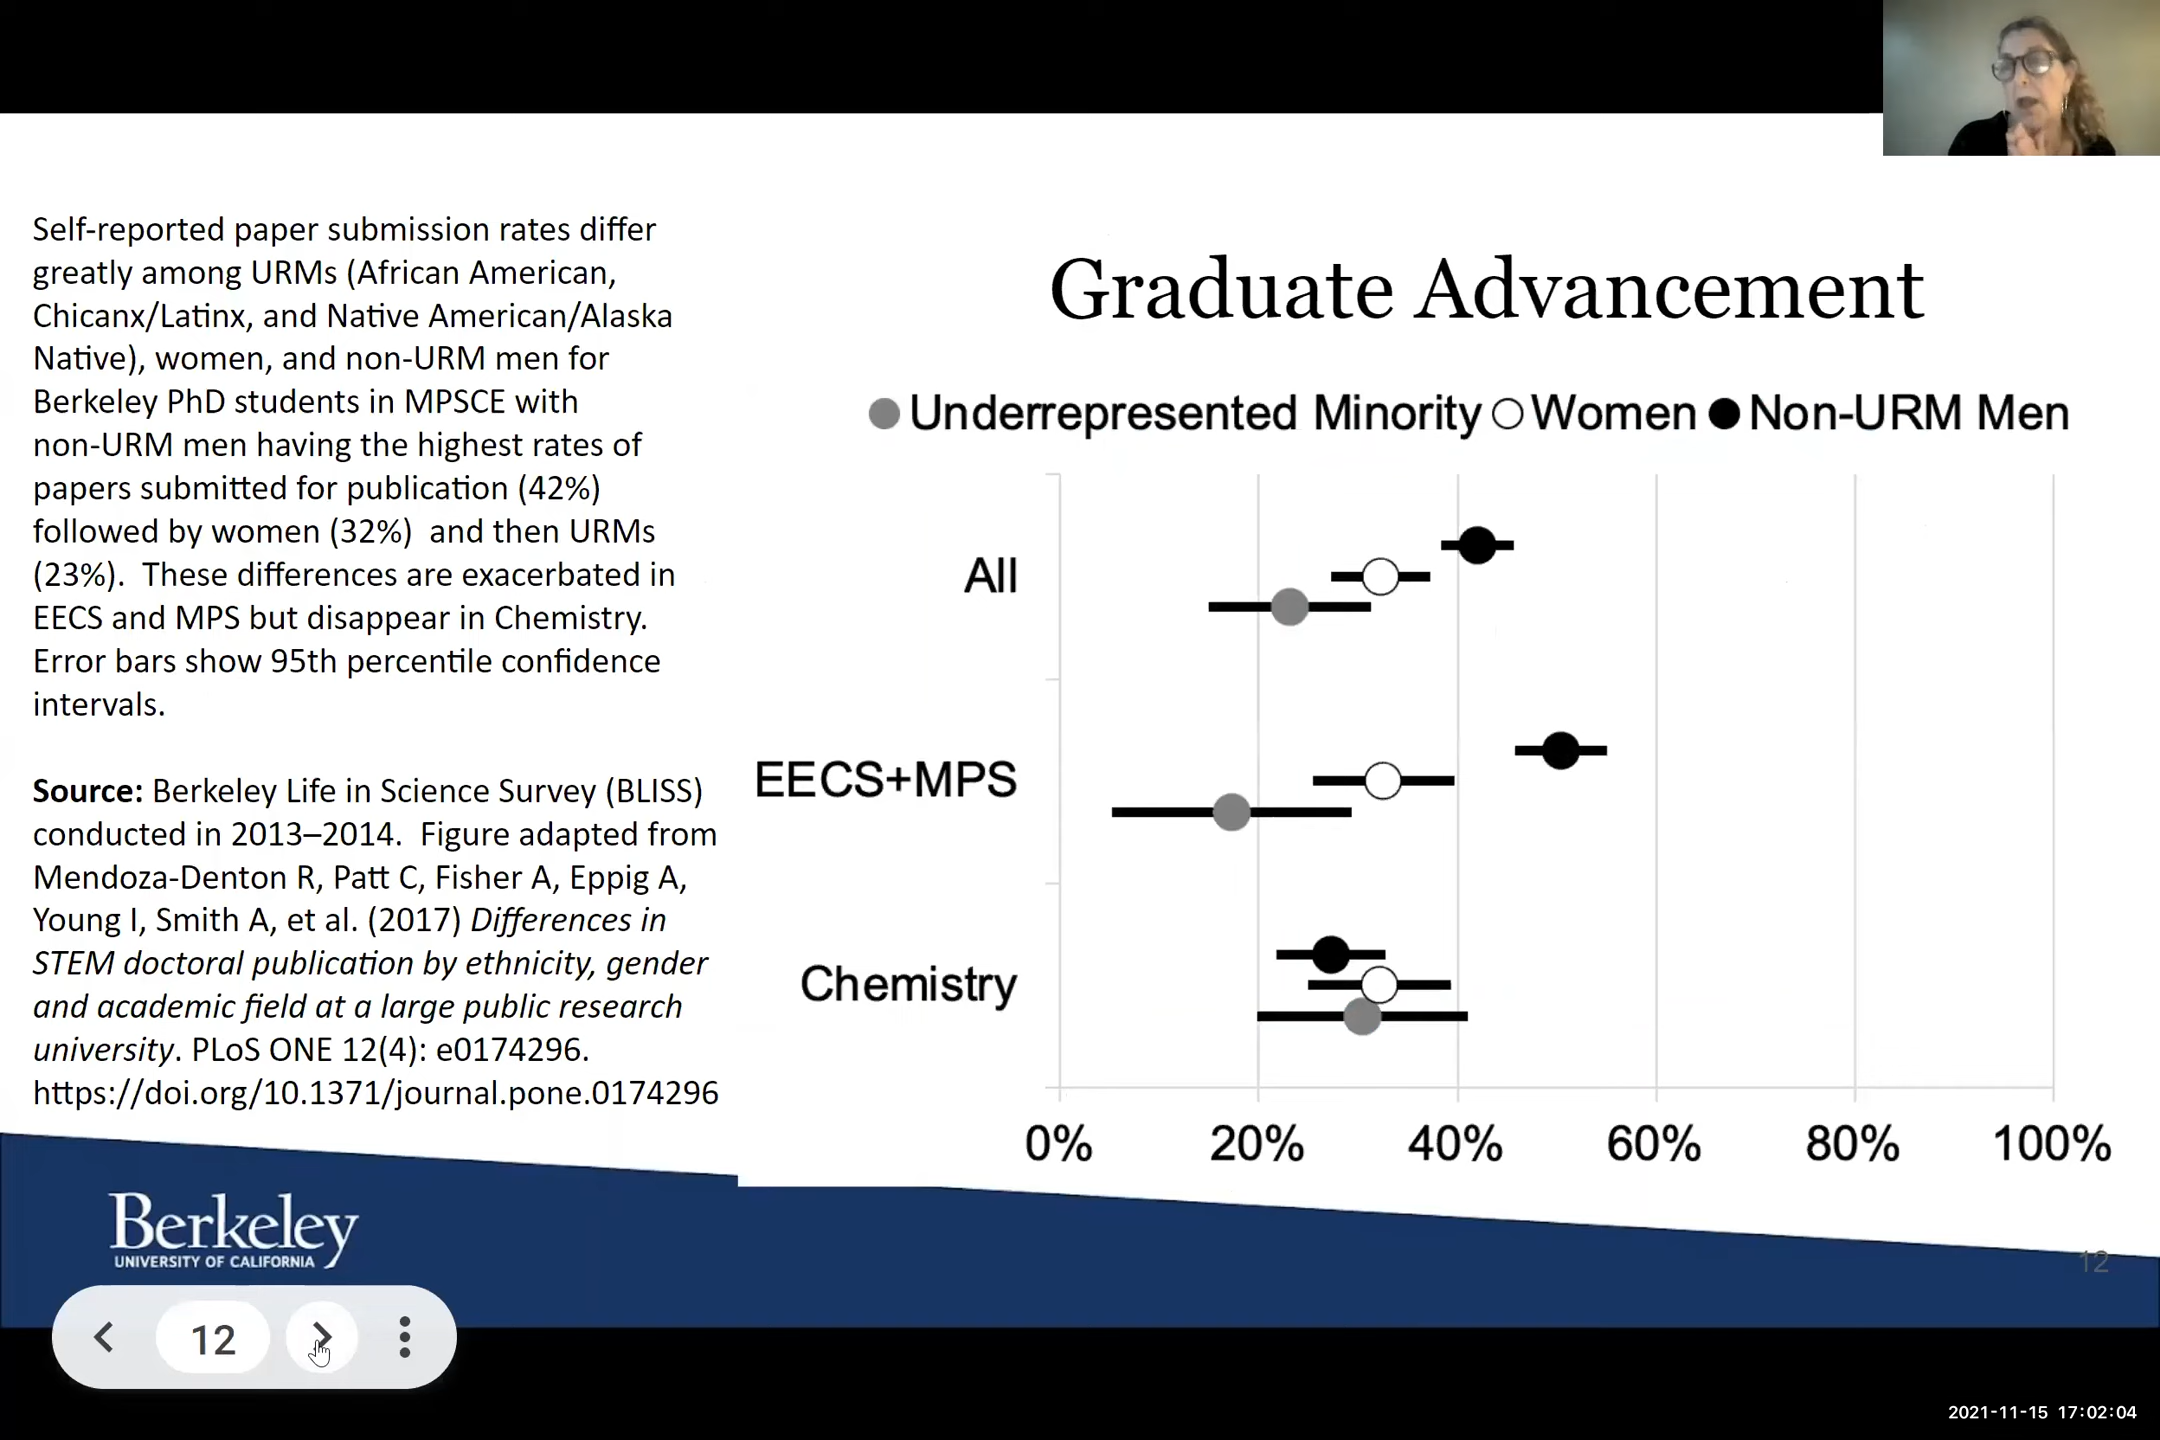 Self-reported paper submission rates differ
greatly among URMs (African American,
Chicanx/Latinx, and Native American/Alaska
Native), women, and non-URM men for
Berkeley PhD students in MPSCE with
non-URM men having the highest rates of
papers submitted for publication (42%)
followed by women (32%)  and then URMs
(23%).  These differences are exacerbated in
EECS and MPS but disappear in Chemistry.
Error bars show 95th percentile confidence
intervals.
Source: Berkeley Life in Science Survey (BLISS)
conducted in 2013–2014.  Figure adapted from
Mendoza-Denton R, Patt C, Fisher A, Eppig A,
Young I, Smith A, et al. (2017) Differences in
STEM doctoral publication by ethnicity, gender
and academic field at a large public research
university. PLoS ONE 12(4): e0174296.
https://doi.org/10.1371/journal.pone.0174296
Graduate Advancement
Underrepresented Minority Women Non-URM Men
All
EECS+MPS
Chemistry
0% 20% 40% 60% 80% 100%
Berkeley
UNIVERSITY OF CALIFORNIA
12
12
2021-11-15 17:02:04